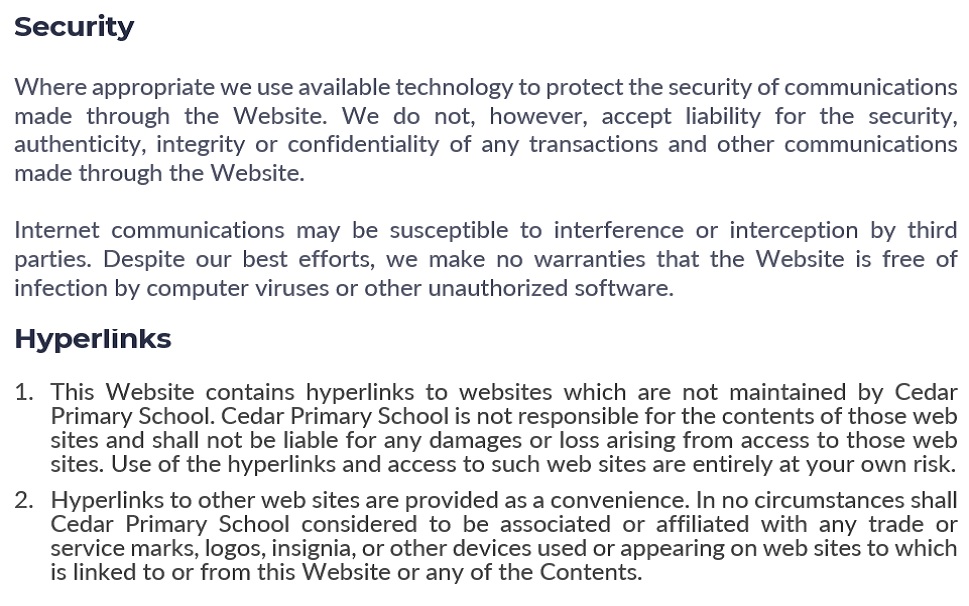 Security
Where appropriate we use available technology to protect the security of communications
made through the Website. We do not, however, accept liability for the security,
authenticity, integrity or confidentiality of any transactions and other communications
made through the Website.
Internet communications may be susceptible to interference or interception by third
parties. Despite our best efforts, we make no warranties that the Website is free of
infection by computer viruses or other unauthorized software.
Hyperlinks
1. This Website contains hyperlinks to websites which are not maintained by Cedar
Primary School. Cedar Primary School is not responsible for the contents of those web
sites and shall not be liable for any damages or loss arising from access to those web
sites. Use of the hyperlinks and access to such web sites are entirely at your own risk.
2. Hyperlinks to other web sites are provided as a convenience. In no circumstances shall
Cedar Primary School considered to be associated or affiliated with any trade or
service marks, logos, insignia, or other devices used or appearing on web sites to which
is linked to or from this Website or any of the Contents.